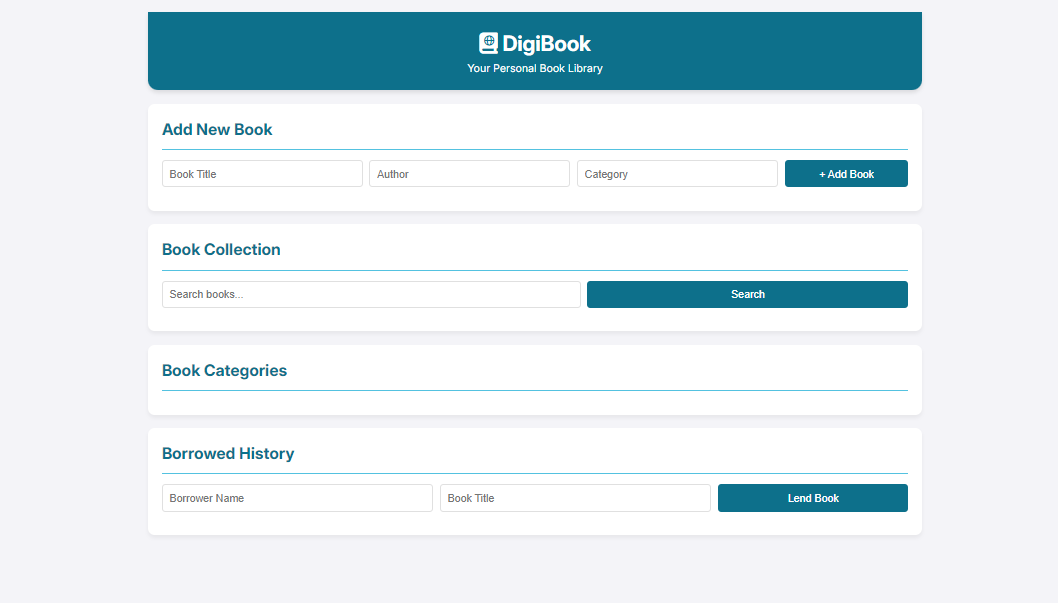 DigiBook
Your Personal Book Library
Add New Book
Book Title
Author
Category
+ Add Book
Book Collection
Search books...
Search
Book Categories
Borrowed History
Borrower Name
Book Title
Lend Book